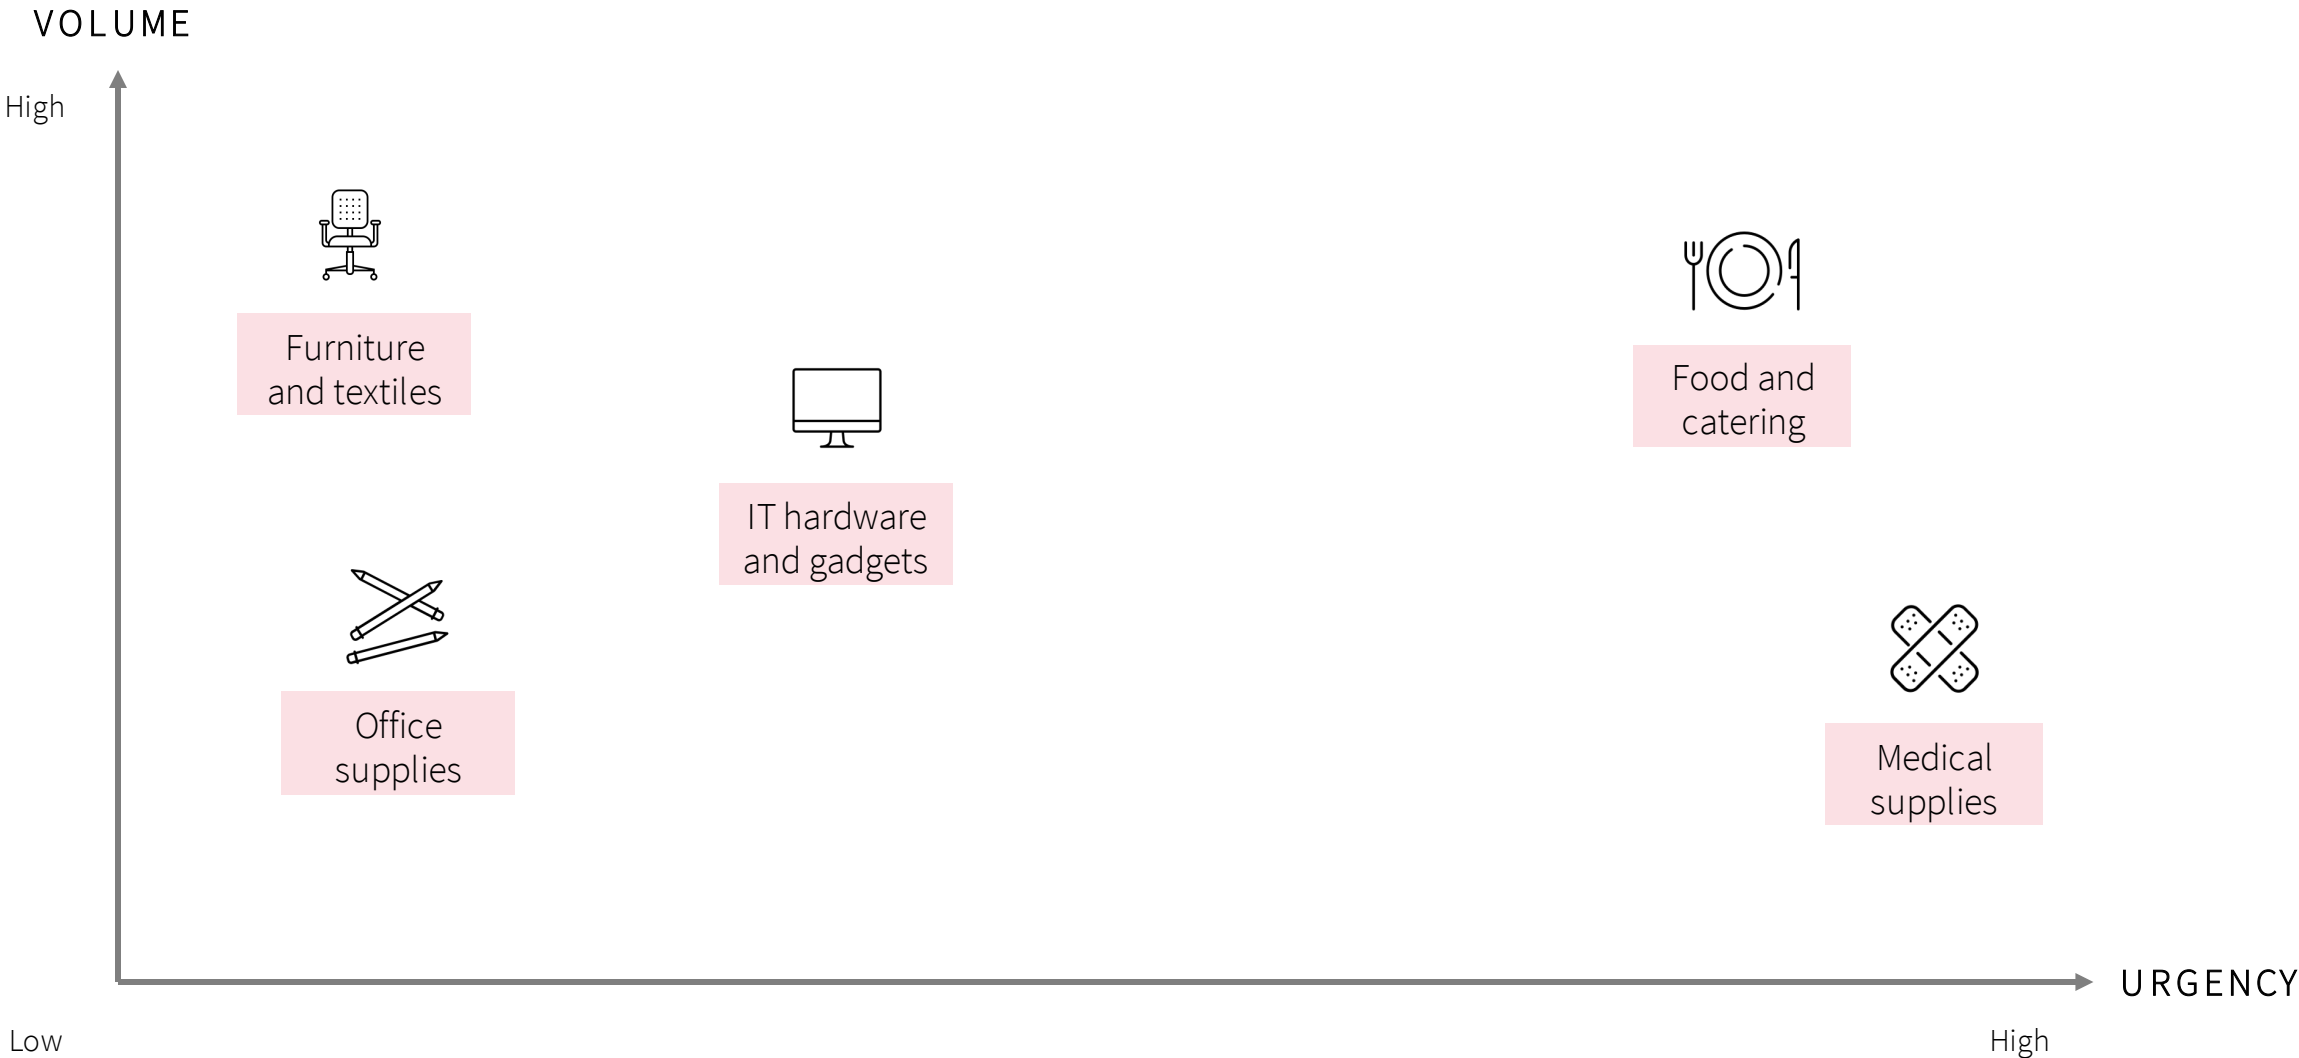 VOLUME
High
Furniture
and textiles
Food and
catering
IT hardware
and gadgets
Office
supplies
Medical
supplies
URGENCY
Low
High